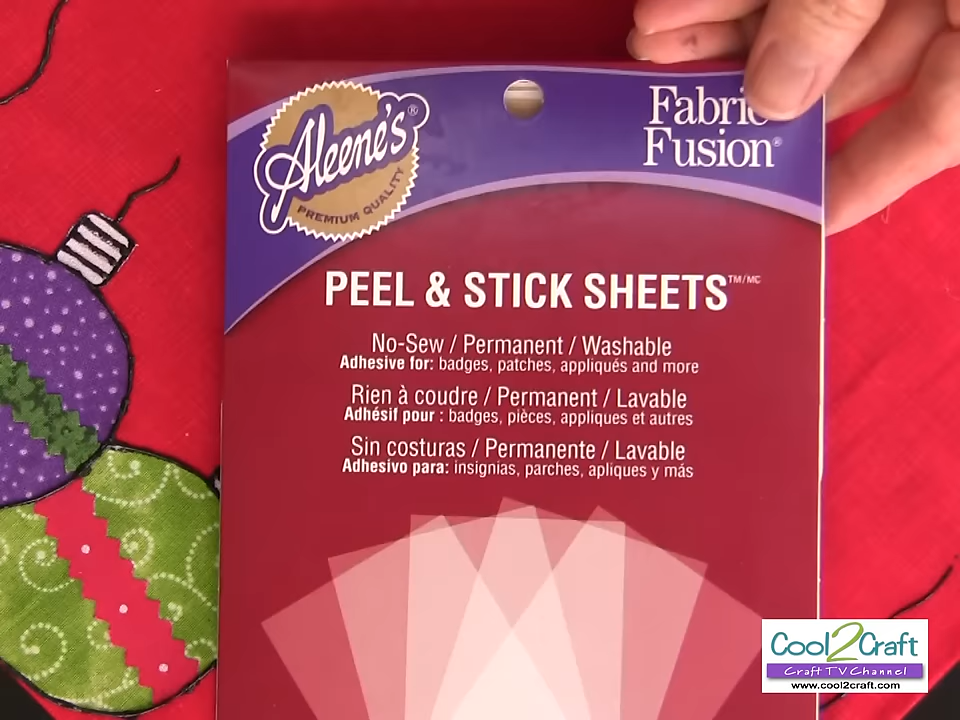 Aleene's®
PREMIUM QUALITY
Fabric
Fusion®
PEEL & STICK SHEETS™/MC
No-Sew / Permanent / Washable
Adhesive for: badges, patches, appliqués and more
Rien à coudre / Permanent / Lavable
Adhésif pour : badges, pièces, appliques et autres
Sin costuras / Permanente / Lavable
Adhesivo para: insignias, parches, apliques y más
Cool2Craft
Craft TV Channel
www.cool2craft.com